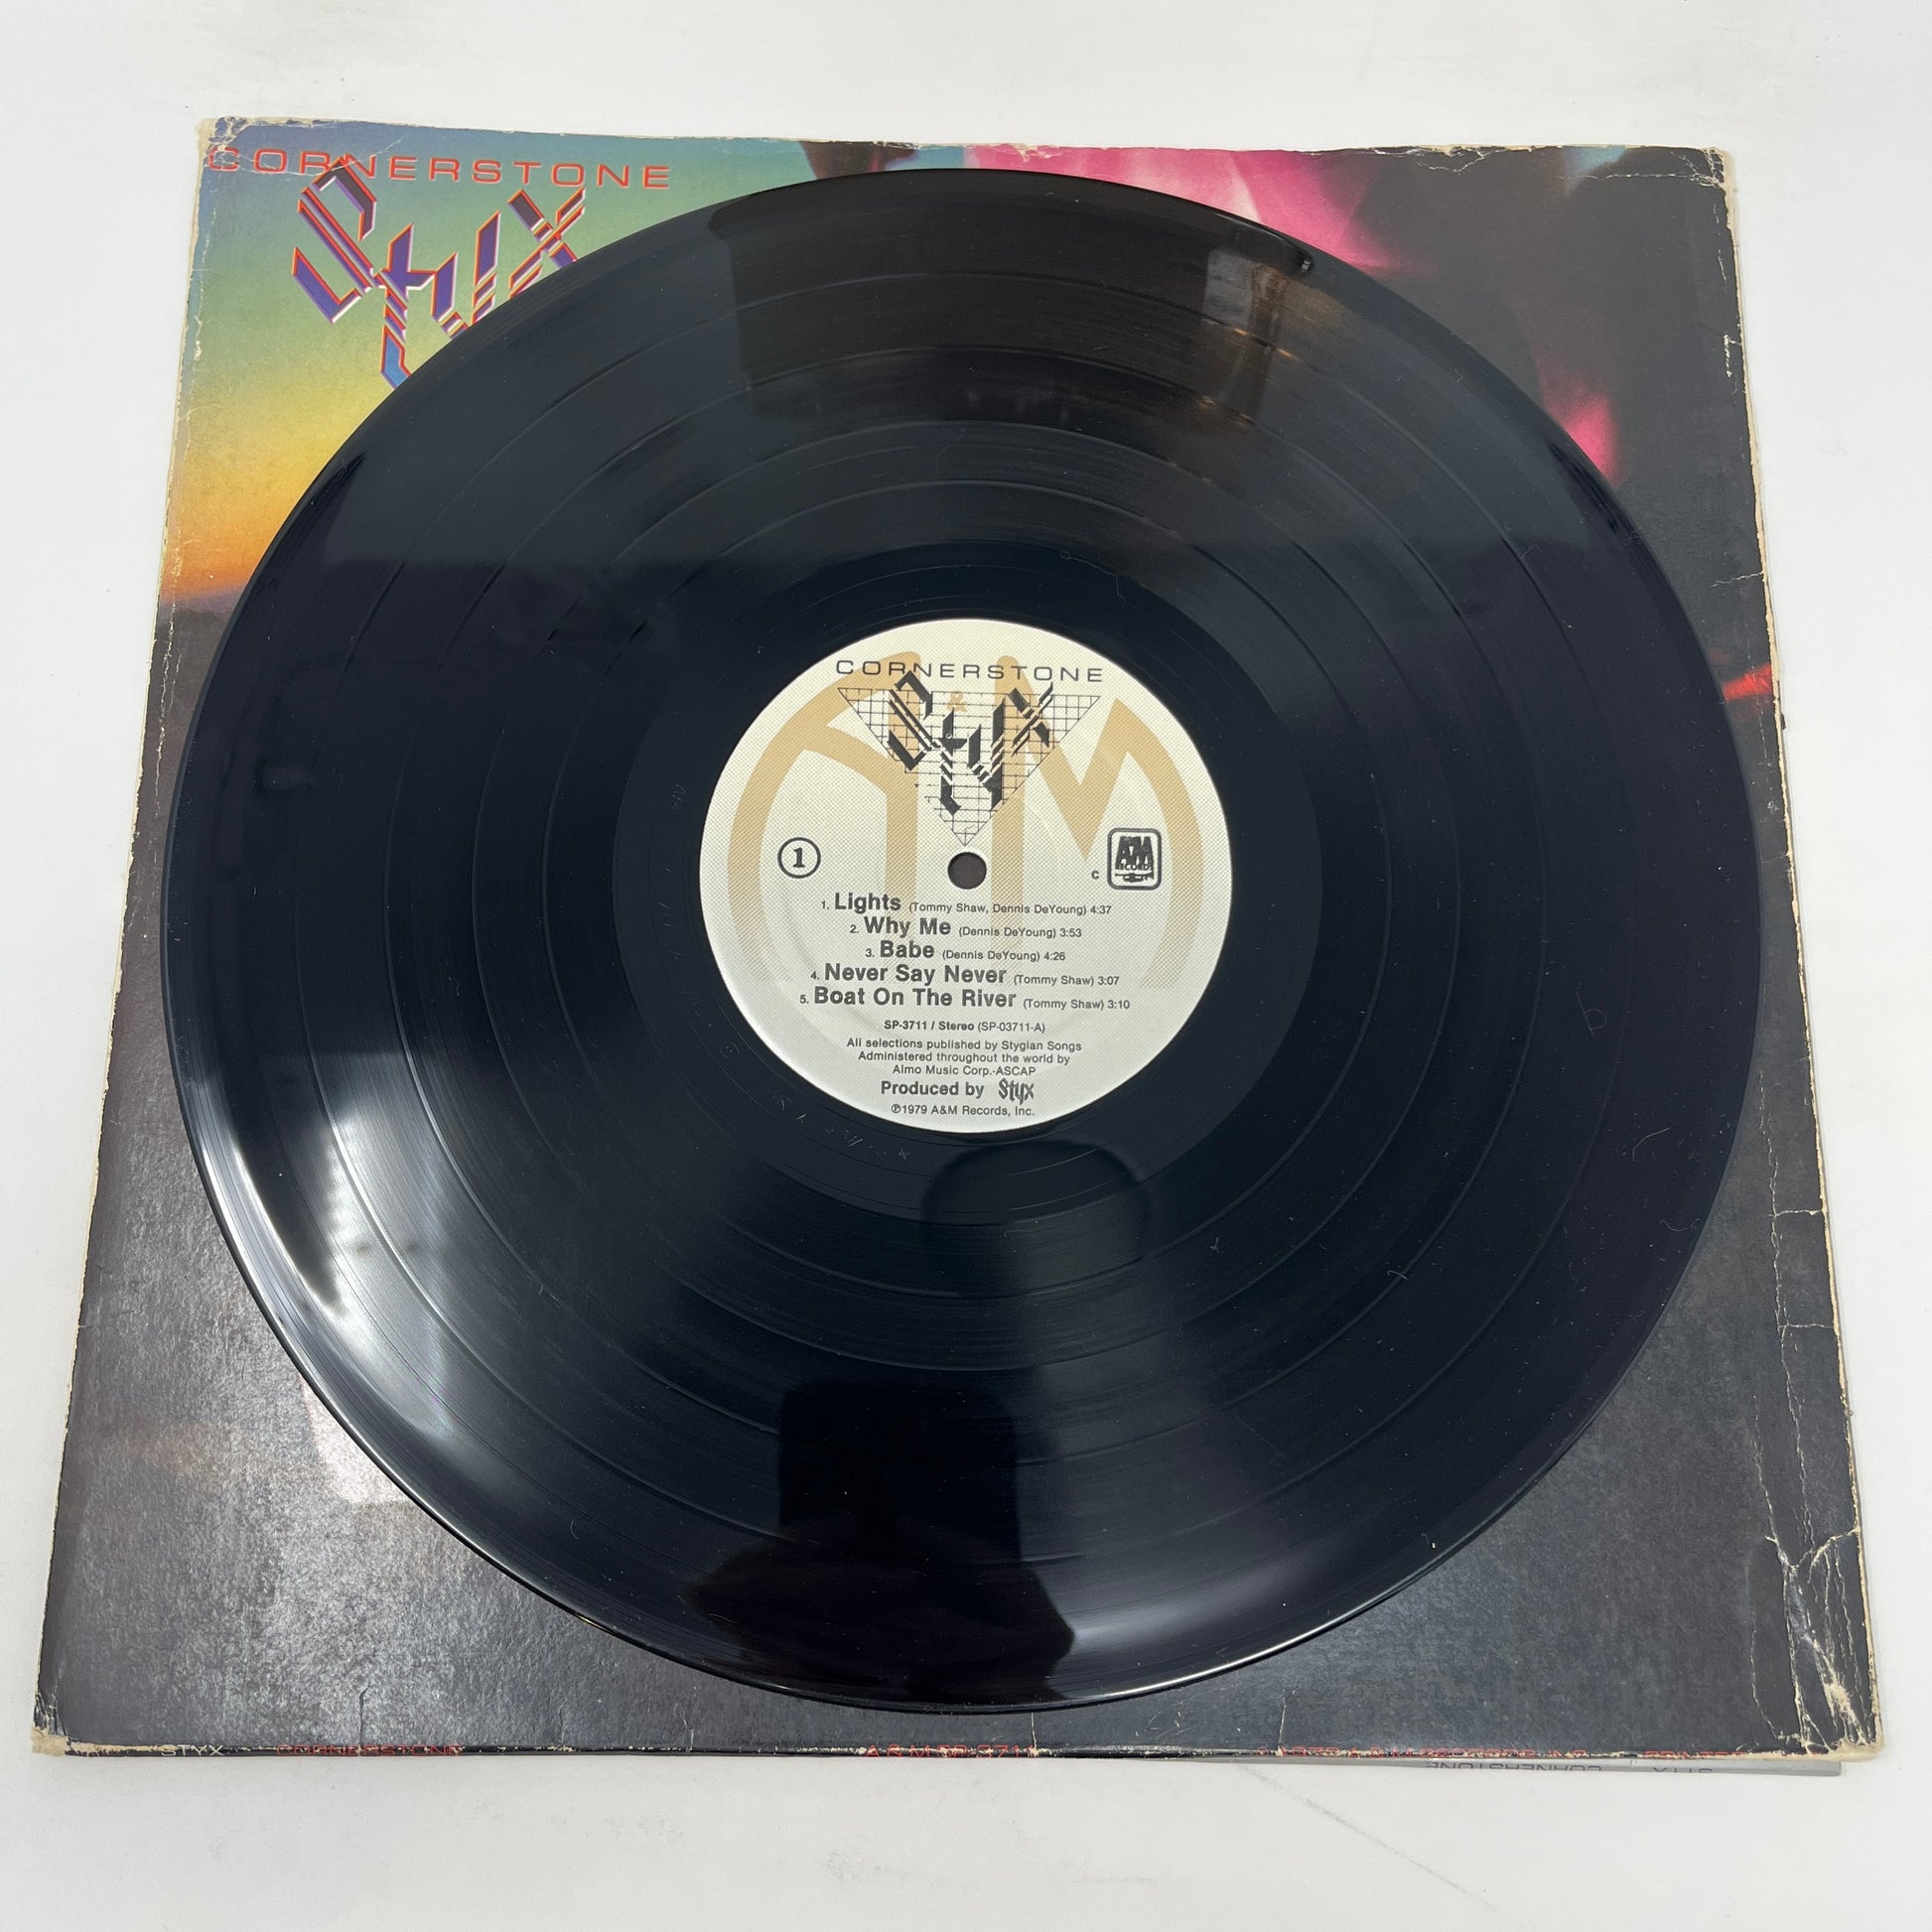 CORNERSTONE
Styx
CORNERSTONE
Styx
&
A M
1
A&M
RECORDS
C
1. Lights (Tommy Shaw, Dennis DeYoung) 4:37
2. Why Me (Dennis DeYoung) 3:53
3. Babe (Dennis DeYoung) 4:26
4. Never Say Never (Tommy Shaw) 3:07
5. Boat On The River (Tommy Shaw) 3:10
SP-3711 / Stereo (SP-03711-A)
All selections published by Stygian Songs
Administered throughout the world by
Almo Music Corp.-ASCAP
Produced by Styx
℗1979 A&M Records, Inc.
STYX CORNERSTONE
STYX CORNERSTONE